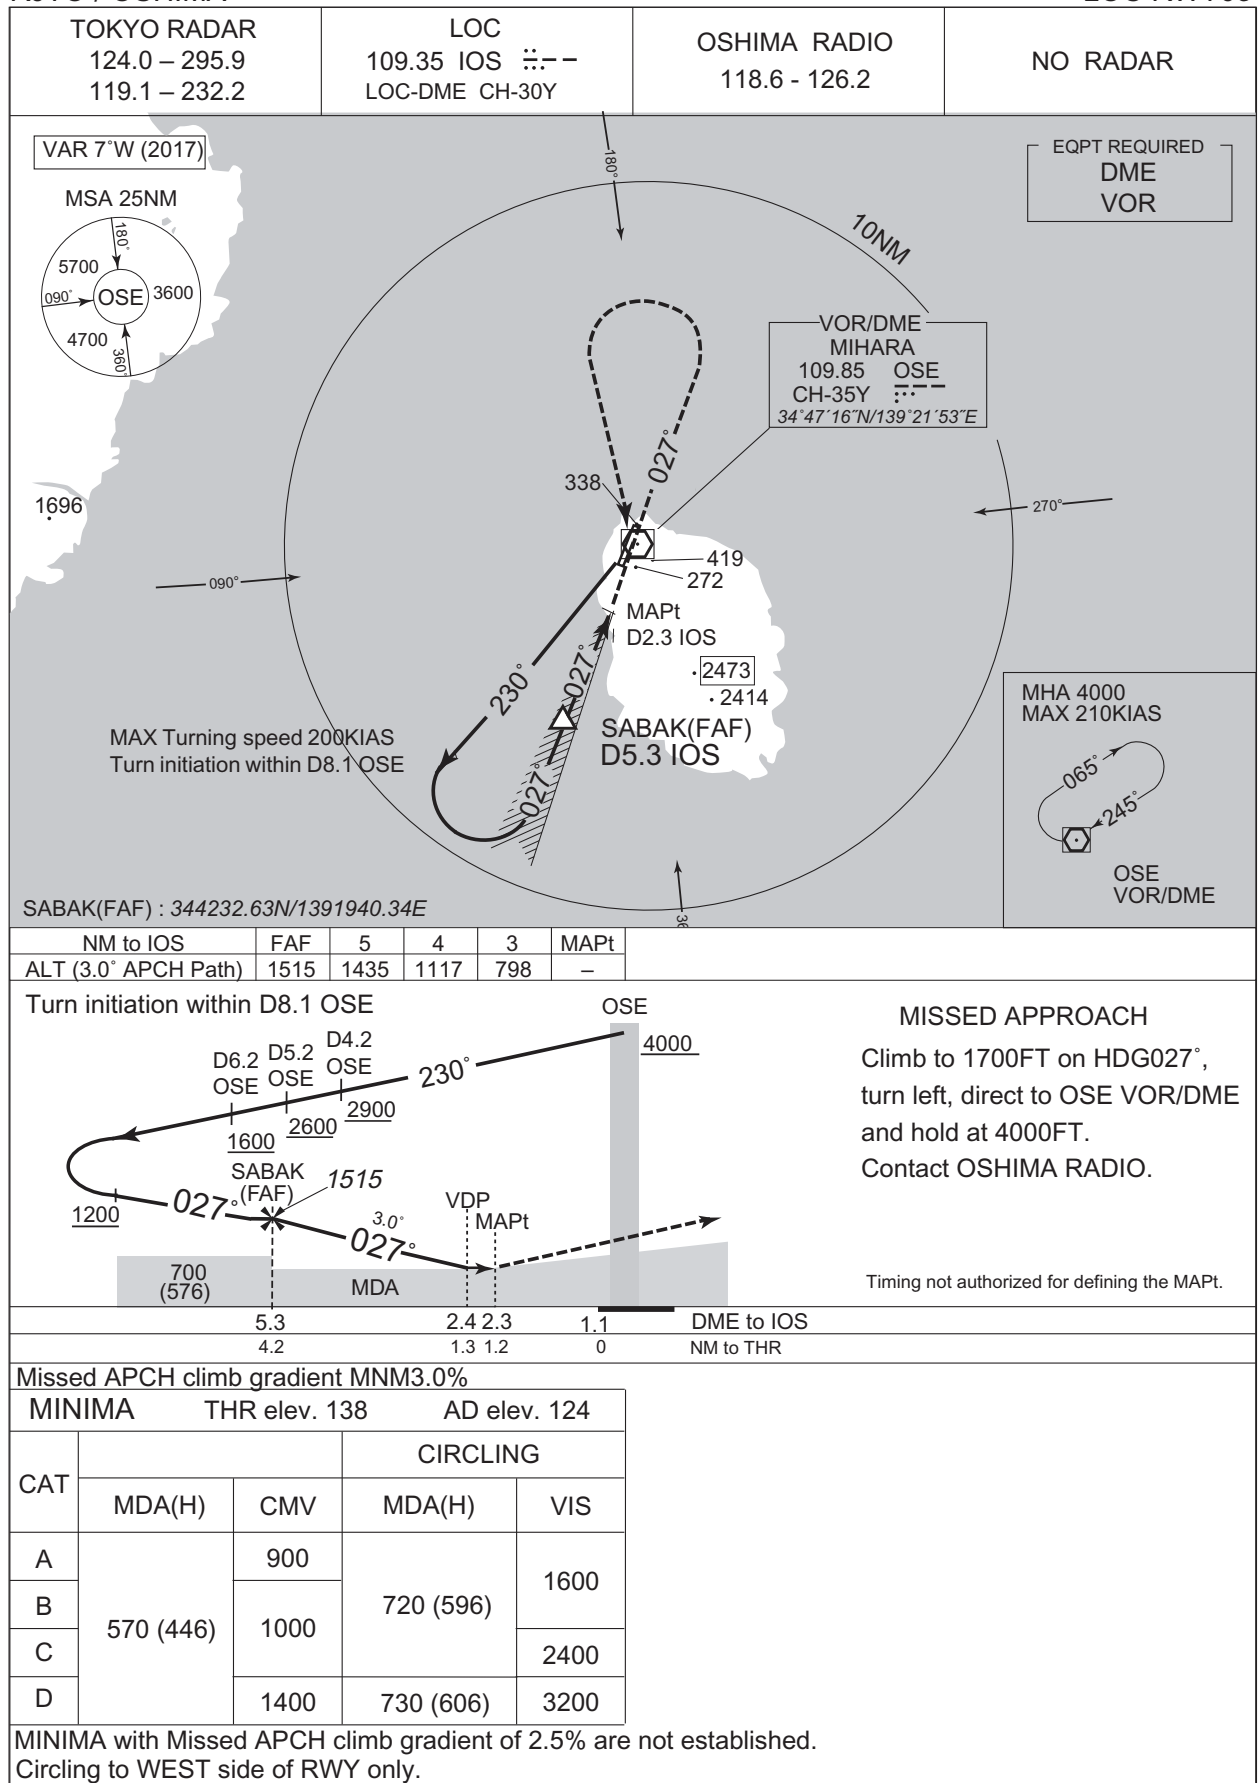 TOKYO RADAR
124.0 – 295.9
119.1 – 232.2
LOC
109.35 IOS
LOC-DME CH-30Y
OSHIMA RADIO
118.6 - 126.2
NO RADAR
VAR 7˚W (2017)
EQPT REQUIRED
DME
VOR
MSA 25NM
180˚
5700
090˚
OSE
3600
4700
360˚
180˚
10NM
VOR/DME
MIHARA
109.85 OSE
CH-35Y
34˚47´16˝N/139˚21´53˝E
027˚
338
1696
270˚
419
272
090˚
MAPt
D2.3 IOS
2473
2414
230˚
027˚
SABAK(FAF)
D5.3 IOS
MAX Turning speed 200KIAS
Turn initiation within D8.1 OSE
027˚
MHA 4000
MAX 210KIAS
065˚
245˚
OSE
VOR/DME
36
SABAK(FAF) : 344232.63N/1391940.34E
NM to IOS FAF 5 4 3 MAPt
ALT (3.0˚ APCH Path) 1515 1435 1117 798 –
Turn initiation within D8.1 OSE
OSE
D6.2 OSE
D5.2 OSE
D4.2 OSE
230˚
4000
2900
2600
1600
SABAK
(FAF)
1515
1200
027˚
3.0˚
027˚
VDP
MAPt
700
(576)
MDA
MISSED APPROACH
Climb to 1700FT on HDG027˚,
turn left, direct to OSE VOR/DME
and hold at 4000FT.
Contact OSHIMA RADIO.
Timing not authorized for defining the MAPt.
5.3 2.4 2.3 1.1 DME to IOS
4.2 1.3 1.2 0 NM to THR
Missed APCH climb gradient MNM3.0%
MINIMA THR elev. 138 AD elev. 124
CAT
CIRCLING
MDA(H) CMV MDA(H) VIS
A 900
B 570 (446) 1000 720 (596) 1600
C 2400
D 1400 730 (606) 3200
MINIMA with Missed APCH climb gradient of 2.5% are not established.
Circling to WEST side of RWY only.